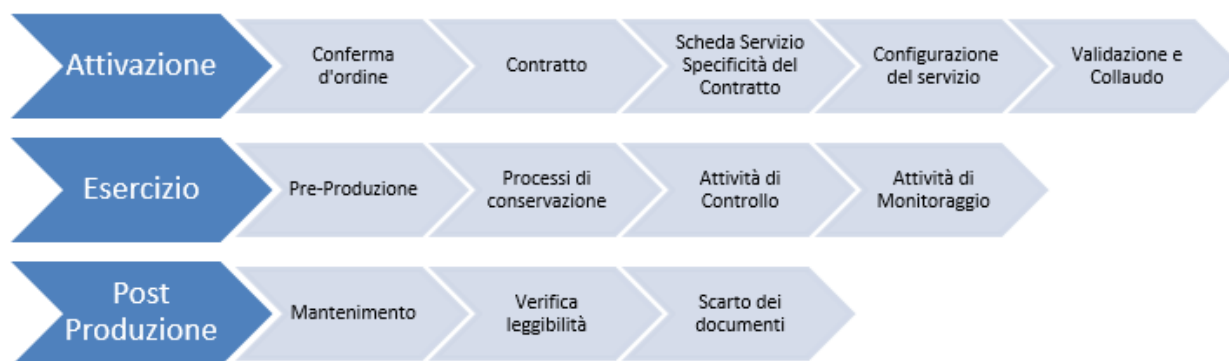 Attivazione
Conferma
d'ordine
Contratto
Scheda Servizio
Specificità del
Contratto
Configurazione
del servizio
Validazione e
Collaudo
Esercizio
Pre-Produzione
Processi di
conservazione
Attività di
Controllo
Attività di
Monitoraggio
Post
Produzione
Mantenimento
Verifica
leggibilità
Scarto dei
documenti